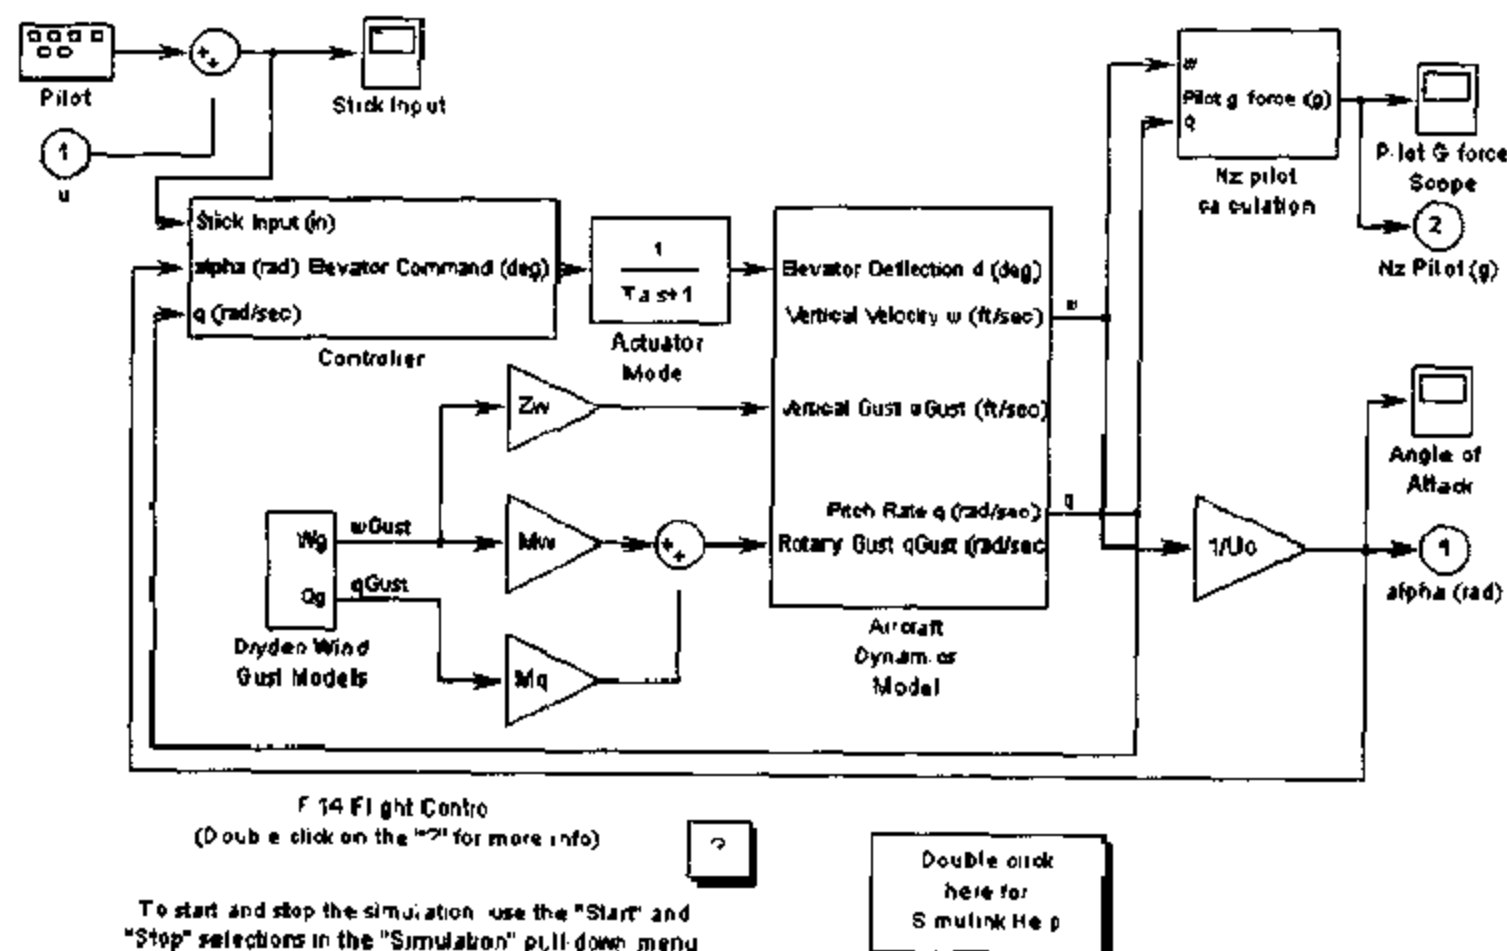 Pilot
1
u
Stick Input
Stick Input (in)
alpha (rad) Elevator Command (deg)
q (rad/sec)
Controller
1
Ta s+1
Actuator
Mode
Elevator Deflection d (deg)
Vertical Velocity w (ft/sec)
Vertical Gust wGust (ft/sec)
Pitch Rate q (rad/sec)
Rotary Gust qGust (rad/sec
Aircraft
Dynamics
Model
w
q
w
Pilot g force (g)
q
Nz pilot
calculation
Pilot G force
Scope
2
Nz Pilot (g)
Angle of
Attack
1/Uo
1
alpha (rad)
Zw
Mw
Mq
Wg
wGust
Qg
qGust
Dryden Wind
Gust Models
F 14 Flight Contro
(Double click on the "?" for more info)
?
To start and stop the simulation use the "Start" and
"Stop" selections in the "Simulation" pull-down menu
Double click
here for
Simulink Help